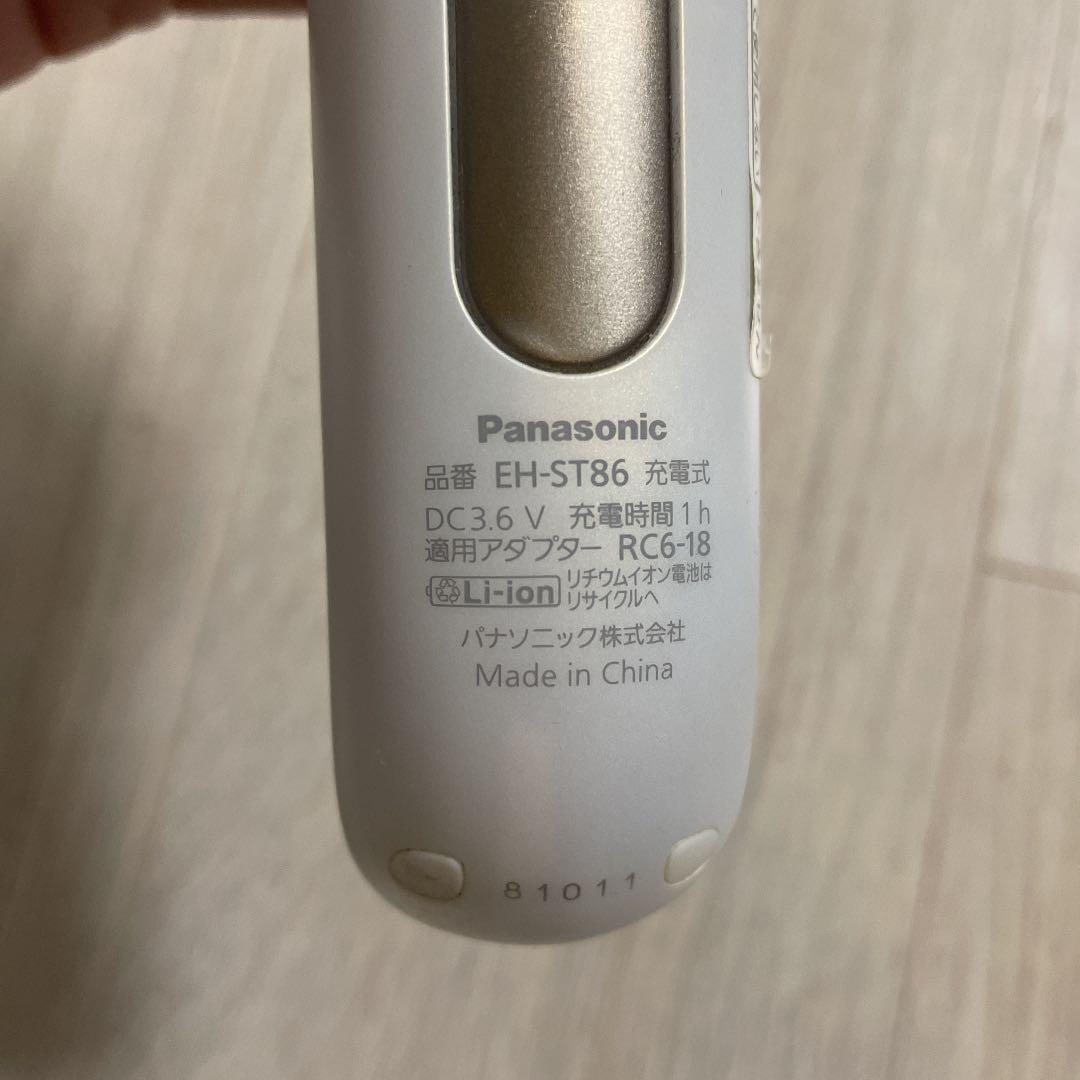 Panasonic
品番 EH-ST86 充電式
DC3.6 V 充電時間 1 h
適用アダプター RC6-18
Li-ion リチウムイオン電池は
リサイクルへ
パナソニック株式会社
Made in China
81011